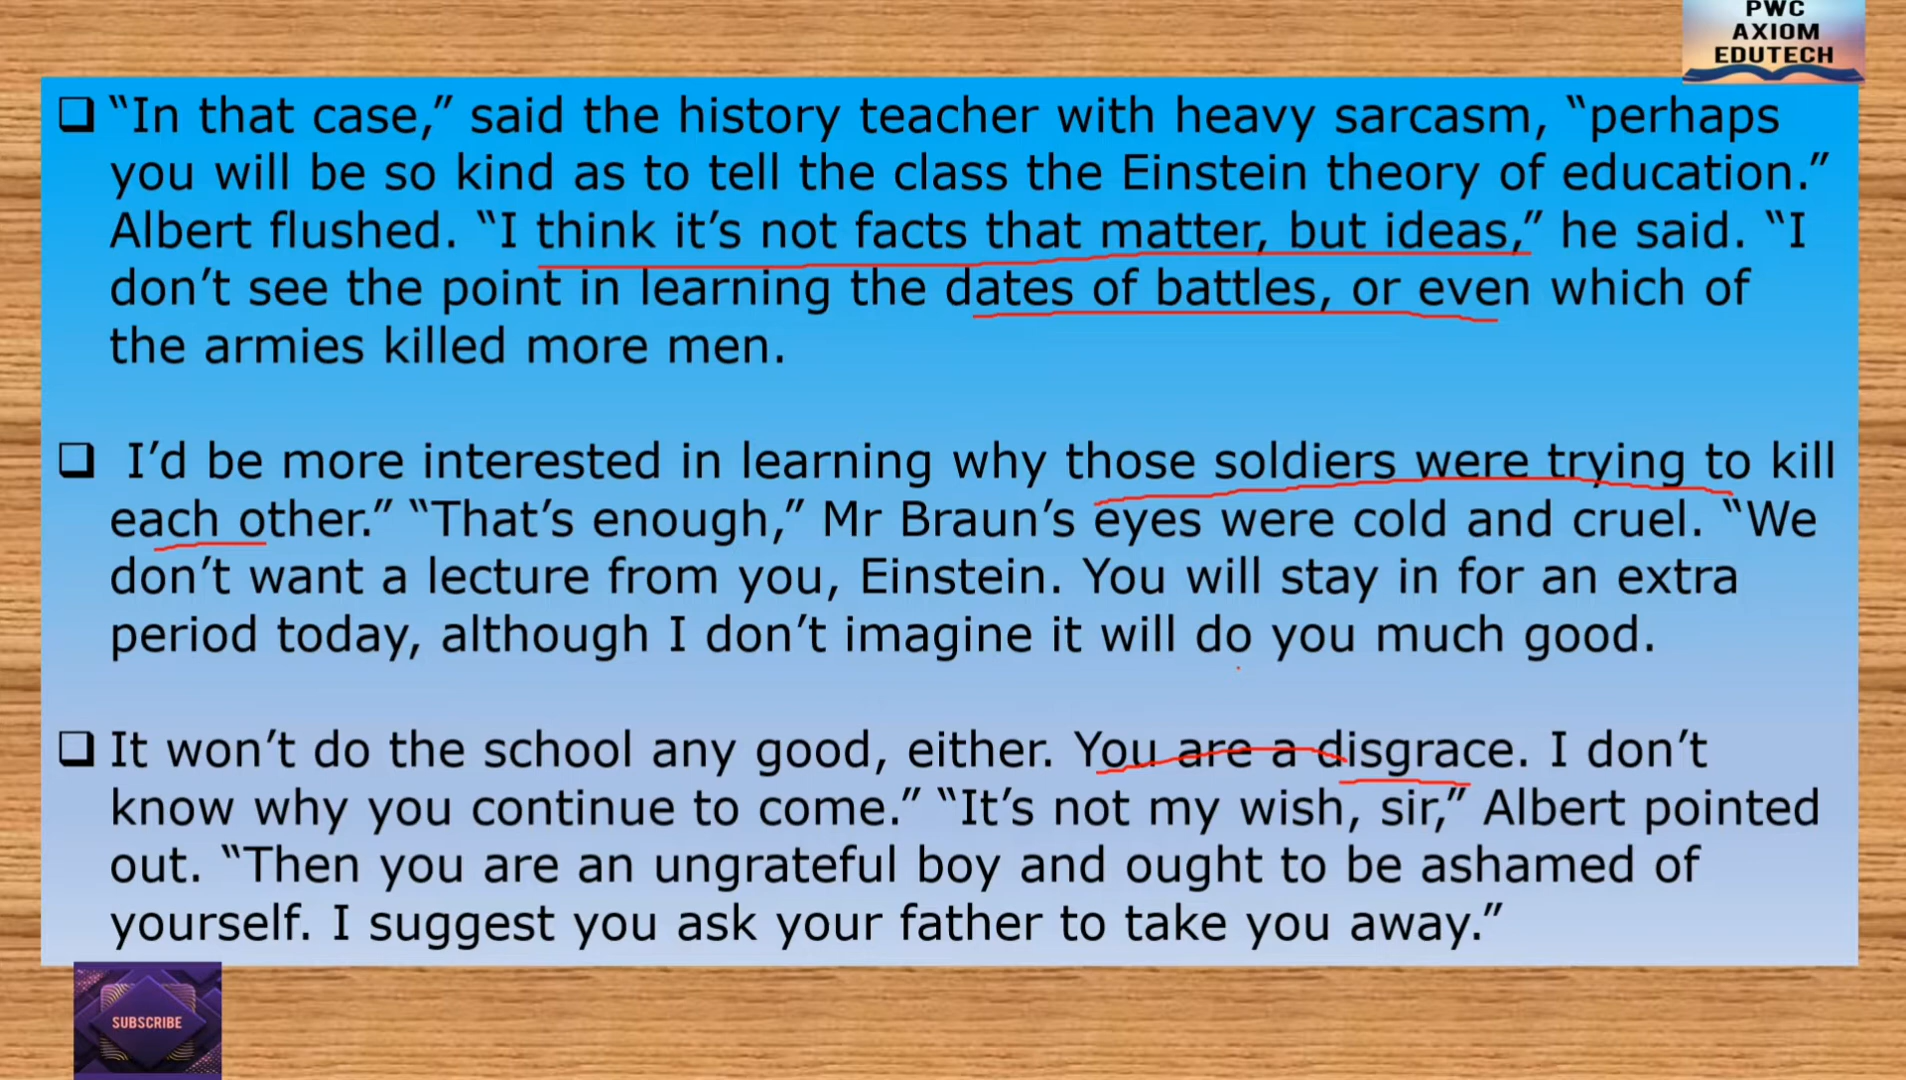 PWC
AXIOM
EDUTECH
“In that case,” said the history teacher with heavy sarcasm, “perhaps
you will be so kind as to tell the class the Einstein theory of education.”
Albert flushed. “I think it’s not facts that matter, but ideas,” he said. “I
don’t see the point in learning the dates of battles, or even which of
the armies killed more men.
I’d be more interested in learning why those soldiers were trying to kill
each other.” “That’s enough,” Mr Braun’s eyes were cold and cruel. “We
don’t want a lecture from you, Einstein. You will stay in for an extra
period today, although I don’t imagine it will do you much good.
It won’t do the school any good, either. You are a disgrace. I don’t
know why you continue to come.” “It’s not my wish, sir,” Albert pointed
out. “Then you are an ungrateful boy and ought to be ashamed of
yourself. I suggest you ask your father to take you away.”
SUBSCRIBE